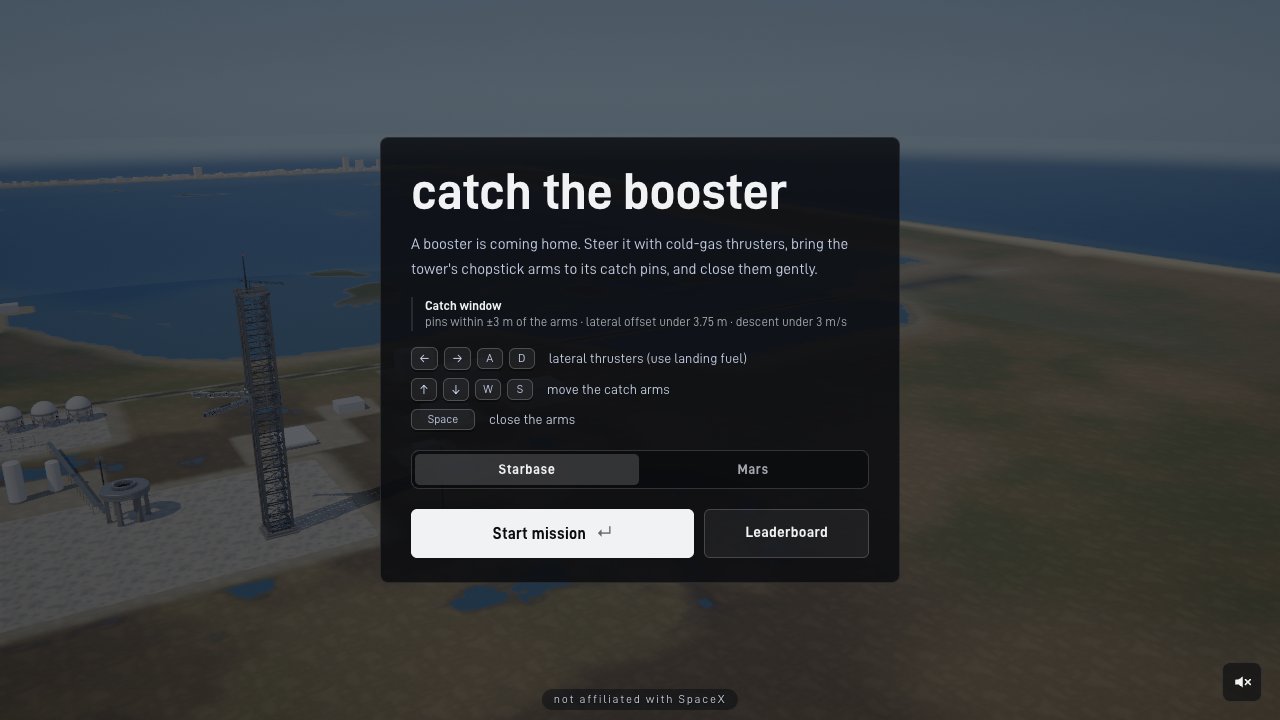 catch the booster
A booster is coming home. Steer it with cold-gas thrusters, bring the
tower's chopstick arms to its catch pins, and close them gently.
Catch window
pins within ±3 m of the arms · lateral offset under 3.75 m · descent under 3 m/s
← → A D lateral thrusters (use landing fuel)
↑ ↓ W S move the catch arms
Space close the arms
Starbase Mars
Start mission ↵ Leaderboard
not affiliated with SpaceX